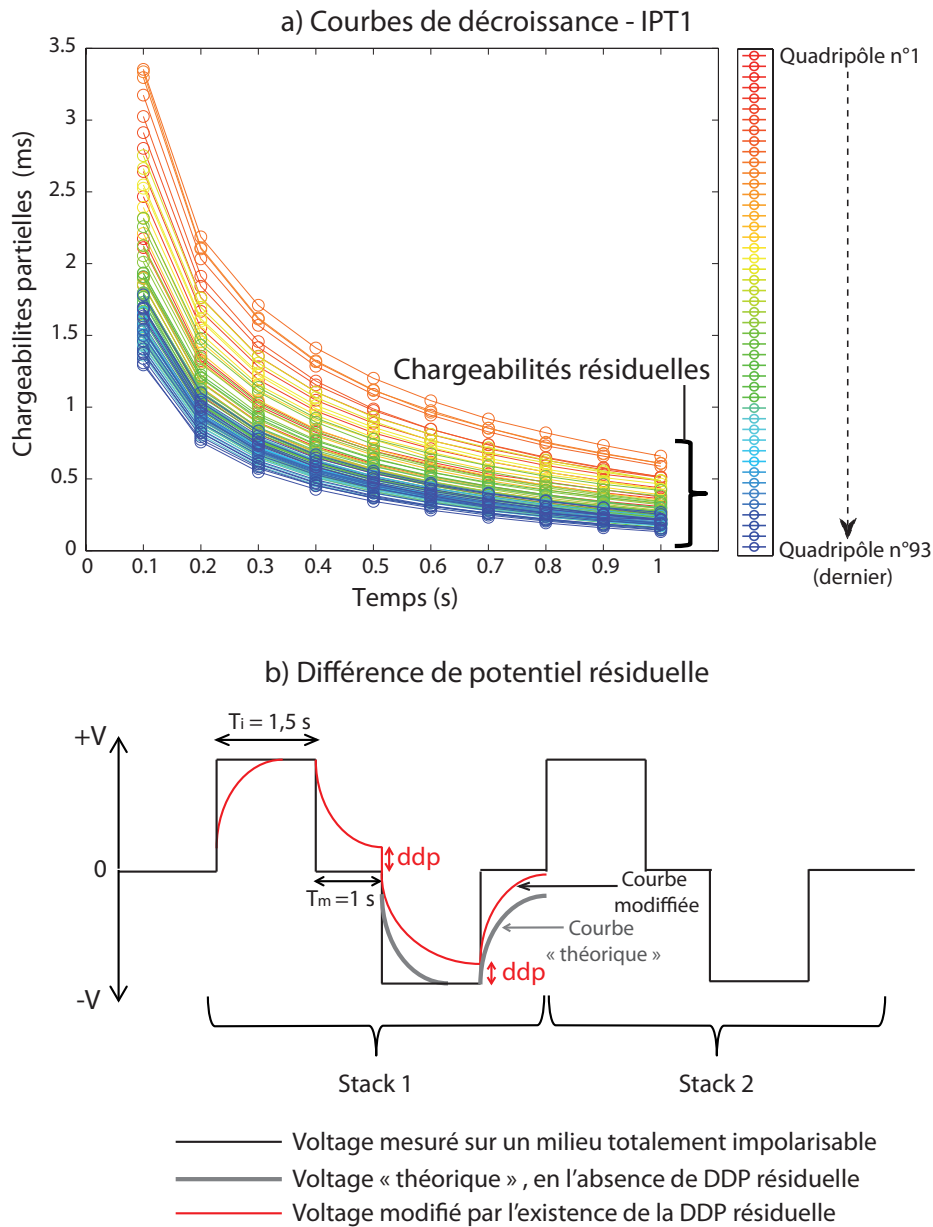 a) Courbes de décroissance - IPT1
3.5
3
2.5
2
1.5
1
0.5
0
Chargeabilites partielles (ms)
0
0.1
0.2
0.3
0.4
0.5
0.6
0.7
0.8
0.9
1
Temps (s)
Chargeabilités résiduelles
Quadripôle n°1
Quadripôle n°93
(dernier)
b) Différence de potentiel résiduelle
+V
0
-V
Ti = 1,5 s
Tm =1 s
ddp
ddp
Courbe
modiffiée
Courbe
« théorique »
Stack 1
Stack 2
Voltage mesuré sur un milieu totalement impolarisable
Voltage « théorique » , en l'absence de DDP résiduelle
Voltage modifié par l'existence de la DDP résiduelle